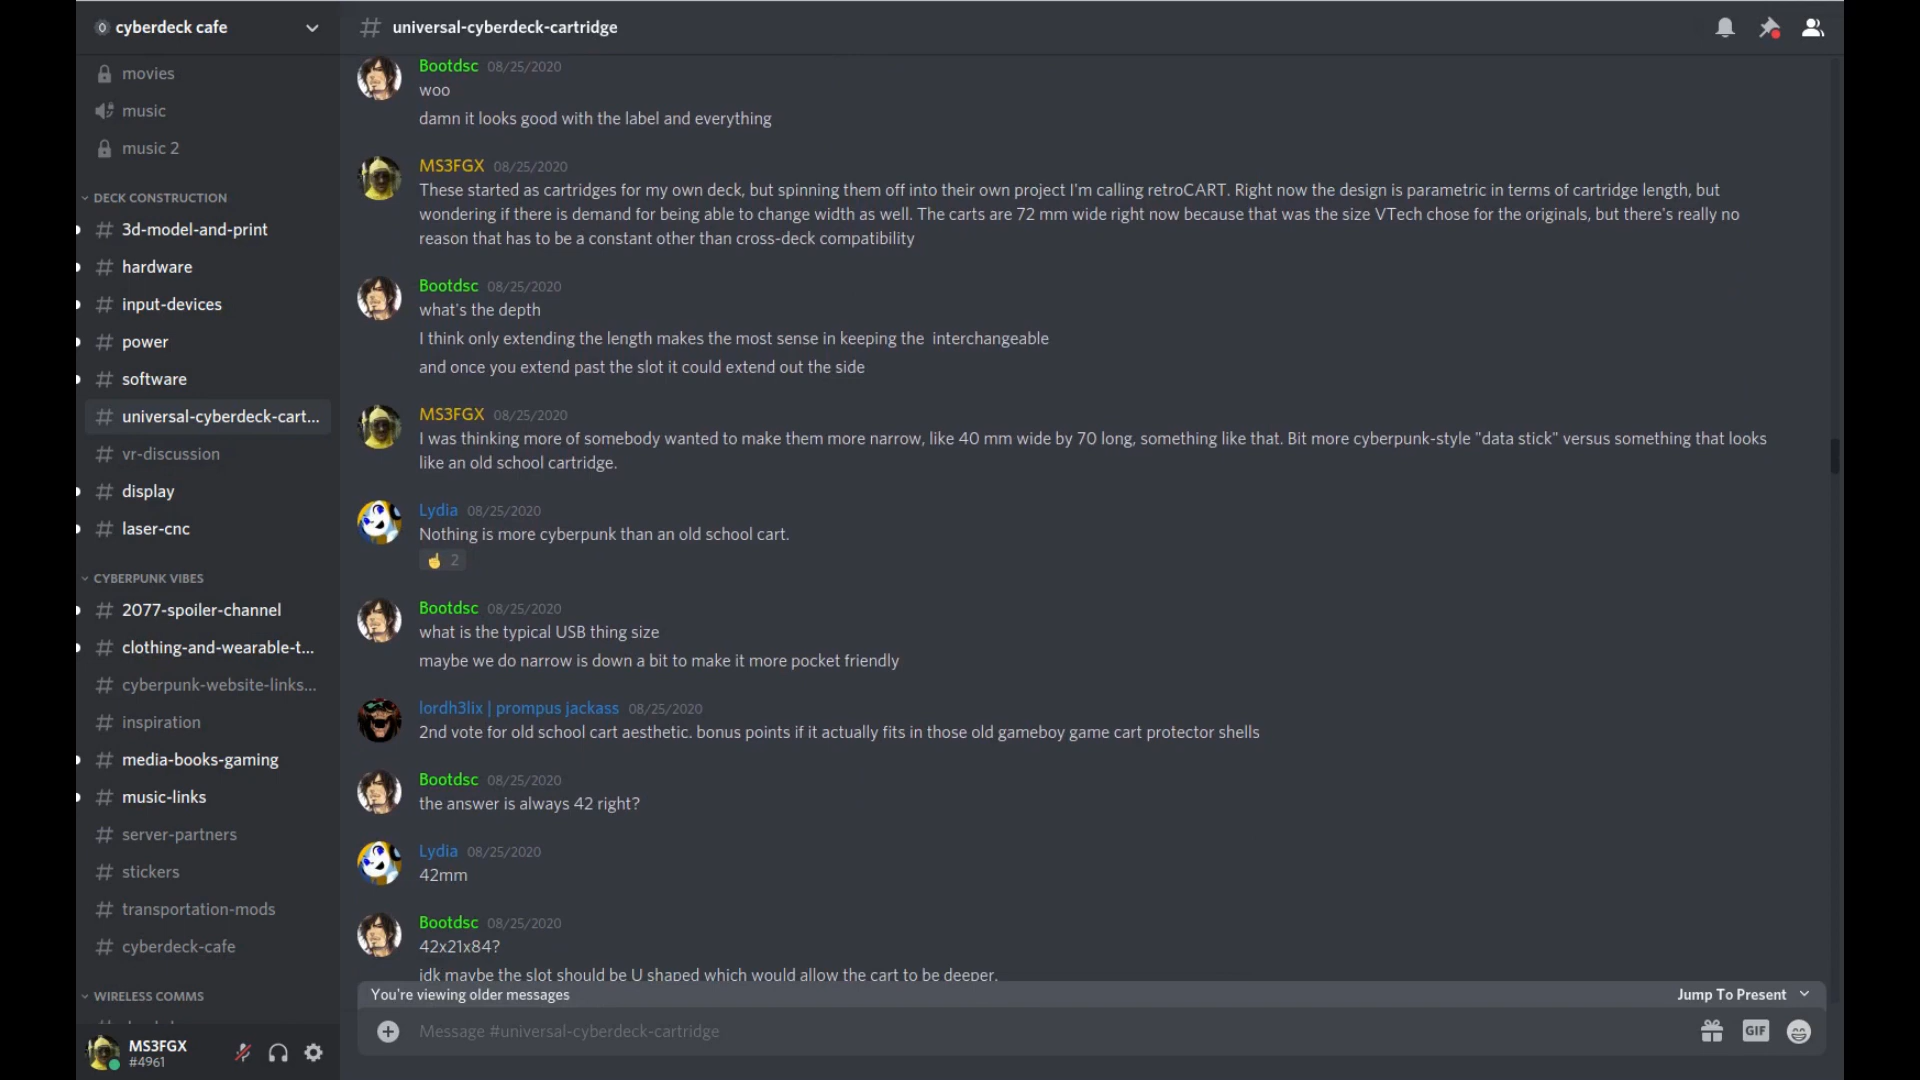 cyberdeck cafe
# universal-cyberdeck-cartridge
movies
music
music 2
DECK CONSTRUCTION
# 3d-model-and-print
# hardware
# input-devices
# power
# software
# universal-cyberdeck-cart...
# vr-discussion
# display
# laser-cnc
CYBERPUNK VIBES
# 2077-spoiler-channel
# clothing-and-wearable-t...
# cyberpunk-website-links...
# inspiration
# media-books-gaming
# music-links
# server-partners
# stickers
# transportation-mods
# cyberdeck-cafe
WIRELESS COMMS
MS3FGX
#4961
Bootdsc 08/25/2020
woo
damn it looks good with the label and everything
MS3FGX 08/25/2020
These started as cartridges for my own deck, but spinning them off into their own project I'm calling retroCART. Right now the design is parametric in terms of cartridge length, but
wondering if there is demand for being able to change width as well. The carts are 72 mm wide right now because that was the size VTech chose for the originals, but there's really no
reason that has to be a constant other than cross-deck compatibility
Bootdsc 08/25/2020
what's the depth
I think only extending the length makes the most sense in keeping the interchangeable
and once you extend past the slot it could extend out the side
MS3FGX 08/25/2020
I was thinking more of somebody wanted to make them more narrow, like 40 mm wide by 70 long, something like that. Bit more cyberpunk-style "data stick" versus something that looks
like an old school cartridge.
Lydia 08/25/2020
Nothing is more cyberpunk than an old school cart.
☝ 2
Bootdsc 08/25/2020
what is the typical USB thing size
maybe we do narrow is down a bit to make it more pocket friendly
lordh3lix | prompus jackass 08/25/2020
2nd vote for old school cart aesthetic. bonus points if it actually fits in those old gameboy game cart protector shells
Bootdsc 08/25/2020
the answer is always 42 right?
Lydia 08/25/2020
42mm
Bootdsc 08/25/2020
42x21x84?
idk maybe the slot should be U shaped which would allow the cart to be deeper.
You're viewing older messages
Jump To Present
Message #universal-cyberdeck-cartridge
GIF